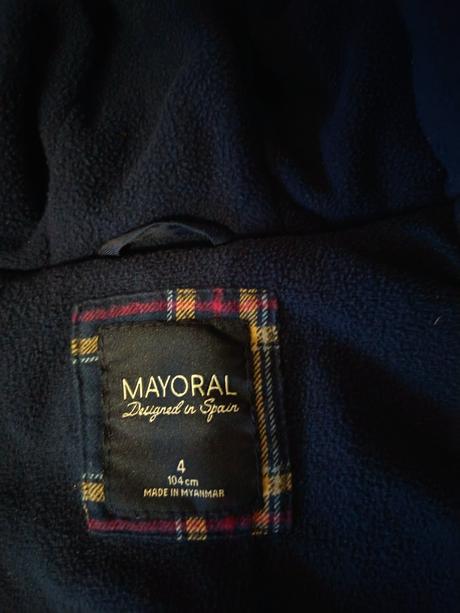 MAYORAL
Designed in Spain
4
104 cm
MADE IN MYANMAR